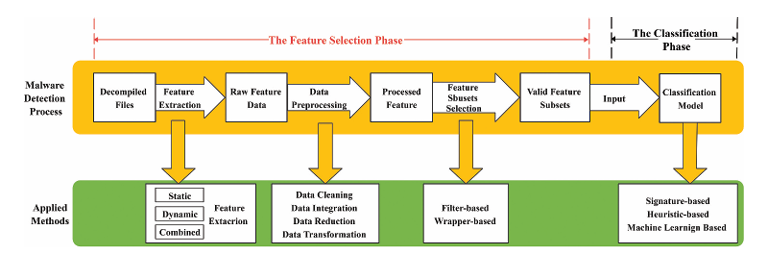 The Feature Selection Phase
The Classification
Phase
Malware
Detection
Process
Decompiled
Files
Feature
Extraction
Raw Feature
Data
Data
Preprocessing
Processed
Feature
Feature
Sbusets
Selection
Valid Feature
Subsets
Input
Classification
Model
Applied
Methods
Static
Dynamic
Combined
Feature
Extacrion
Data Cleaning
Data Integration
Data Reduction
Data Transformation
Filter-based
Wrapper-based
Signature-based
Heuristic-based
Machine Learnign Based